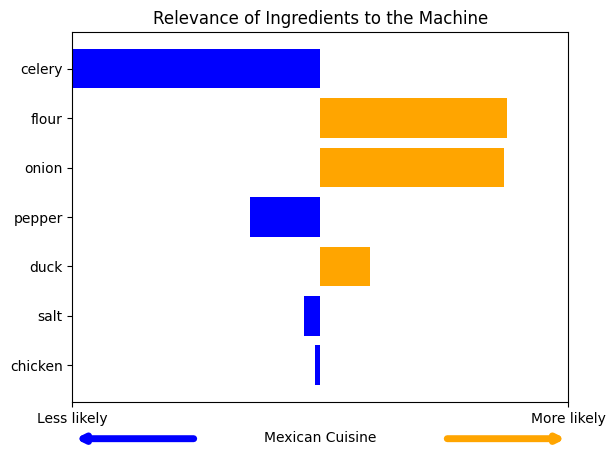 Relevance of Ingredients to the Machine
celery
flour
onion
pepper
duck
salt
chicken
Less likely
More likely
Mexican Cuisine